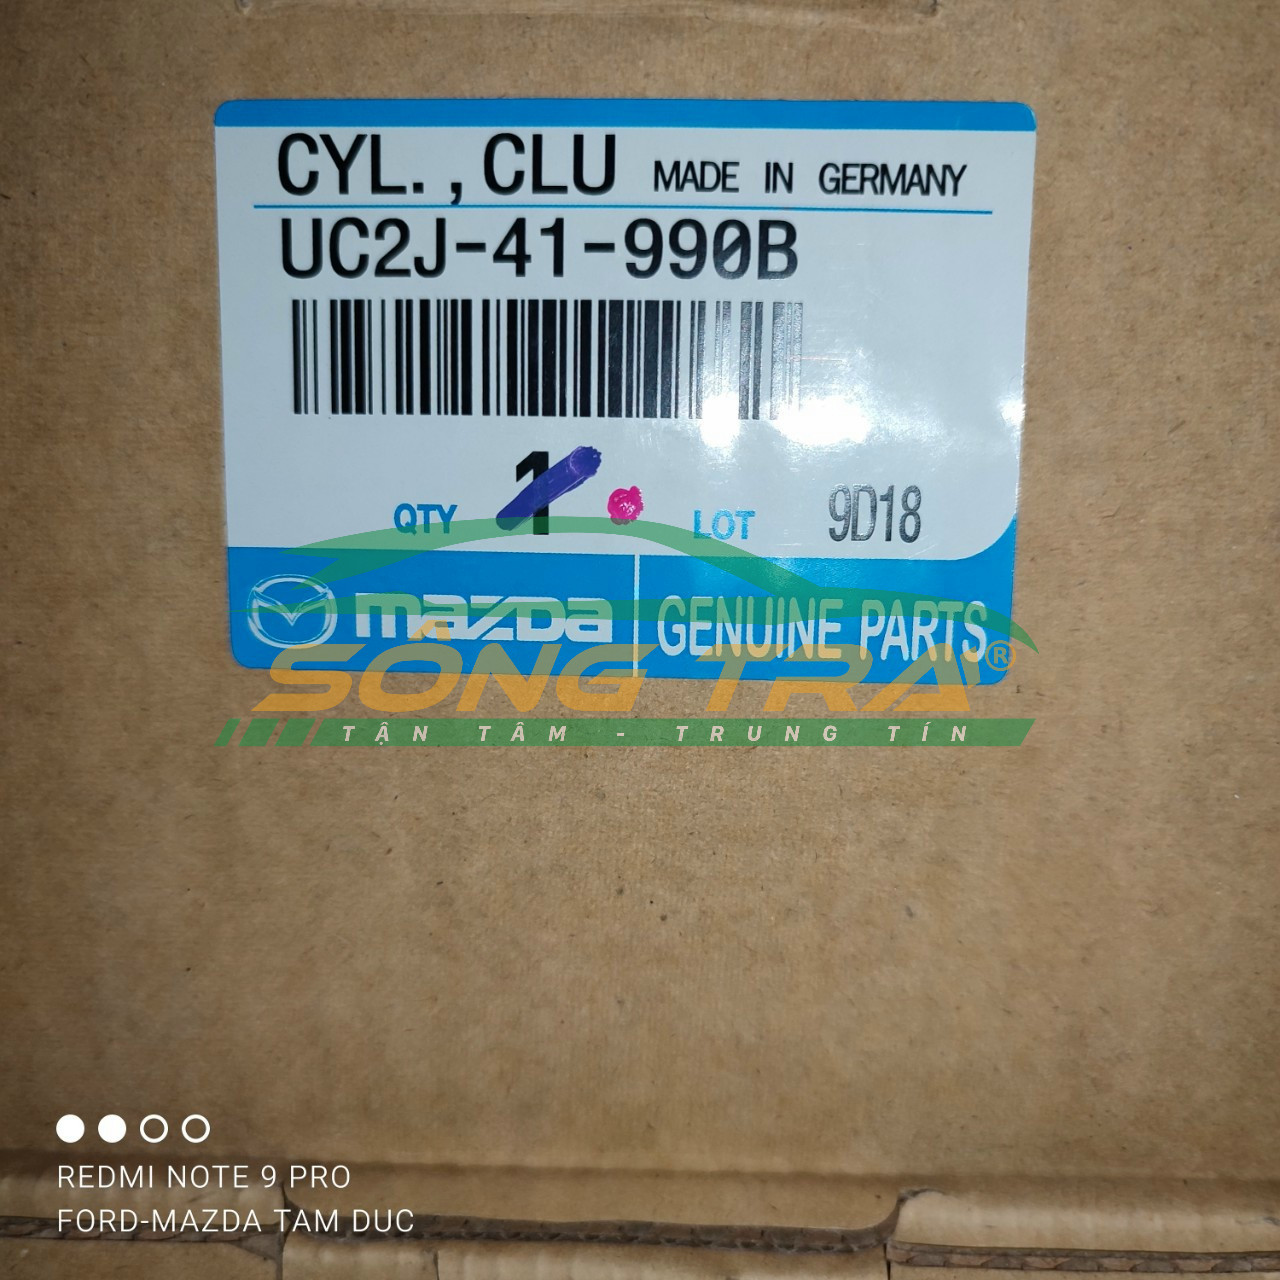 CYL.,CLU MADE IN GERMANY
UC2J-41-990B
QTY 1 LOT 9D18
mazda GENUINE PARTS
SÔNG TRÀ®
TẬN TÂM - TRUNG TÍN
REDMI NOTE 9 PRO
FORD-MAZDA TAM DUC